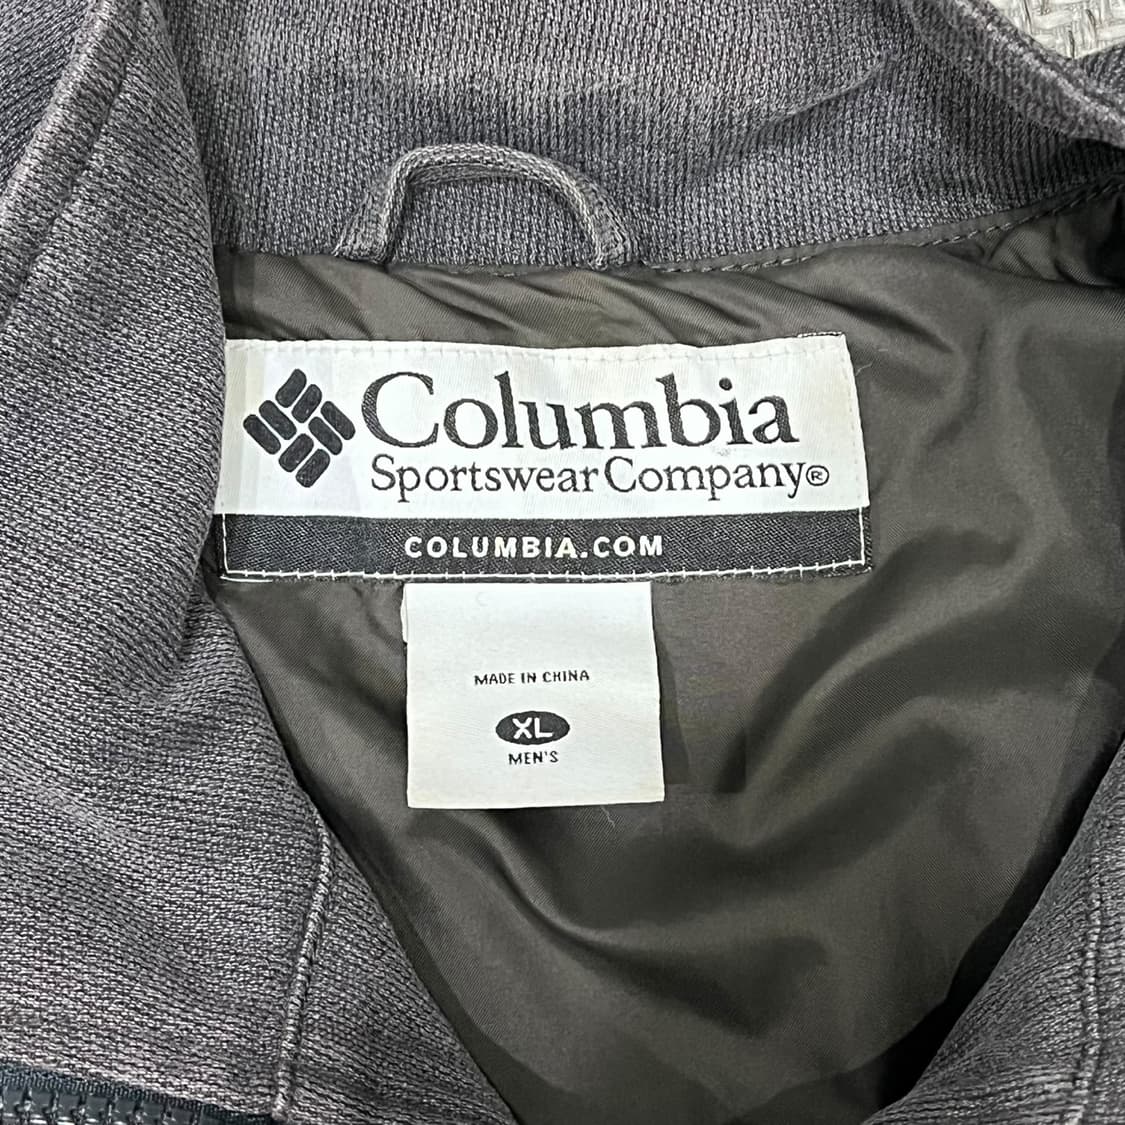 Columbia
Sportswear Company®
COLUMBIA.COM
MADE IN CHINA
XL
MEN'S